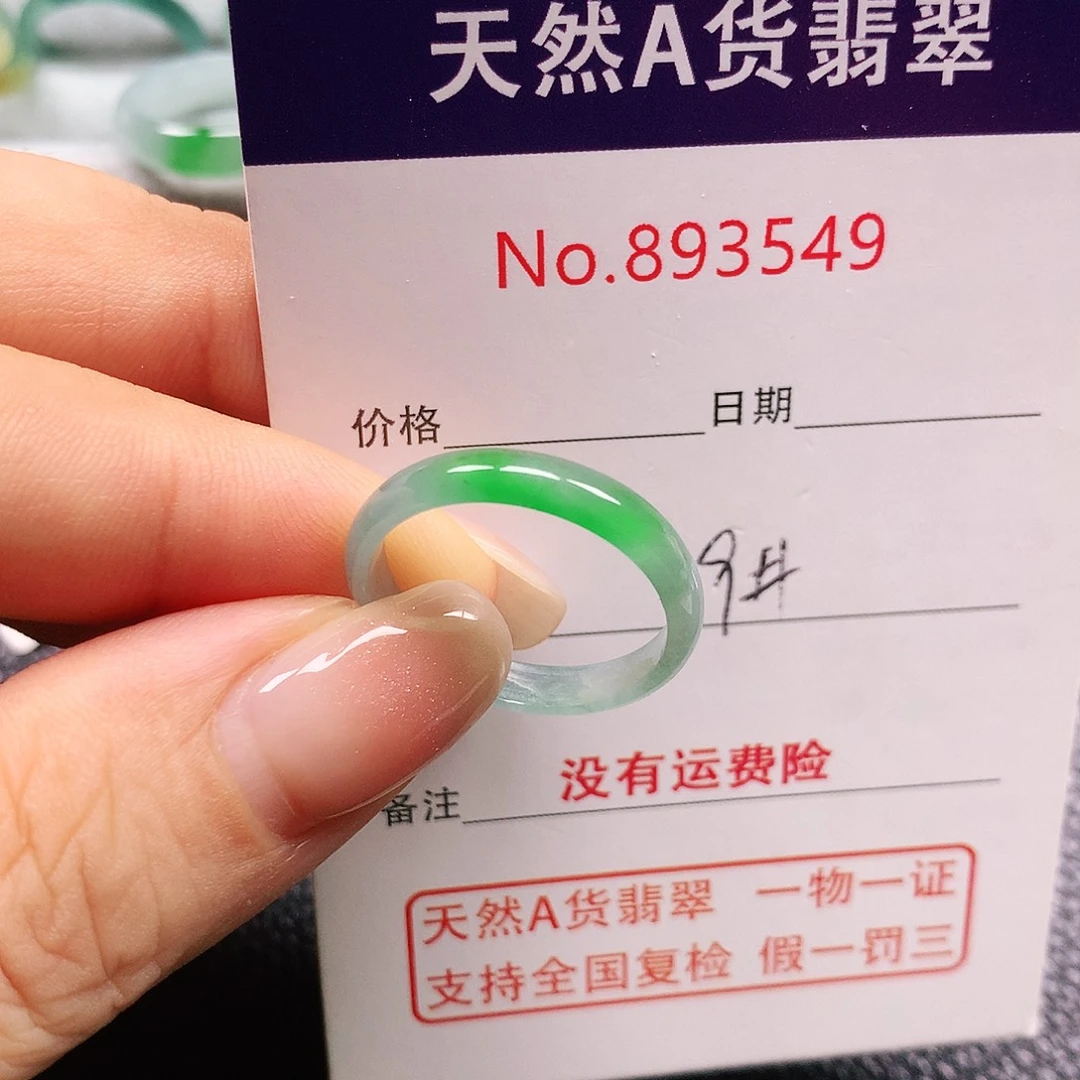 天然A货翡翠
No.893549
价格 日期
9#
没有运费险
备注
天然A货翡翠 一物一证
支持全国复检 假一罚三